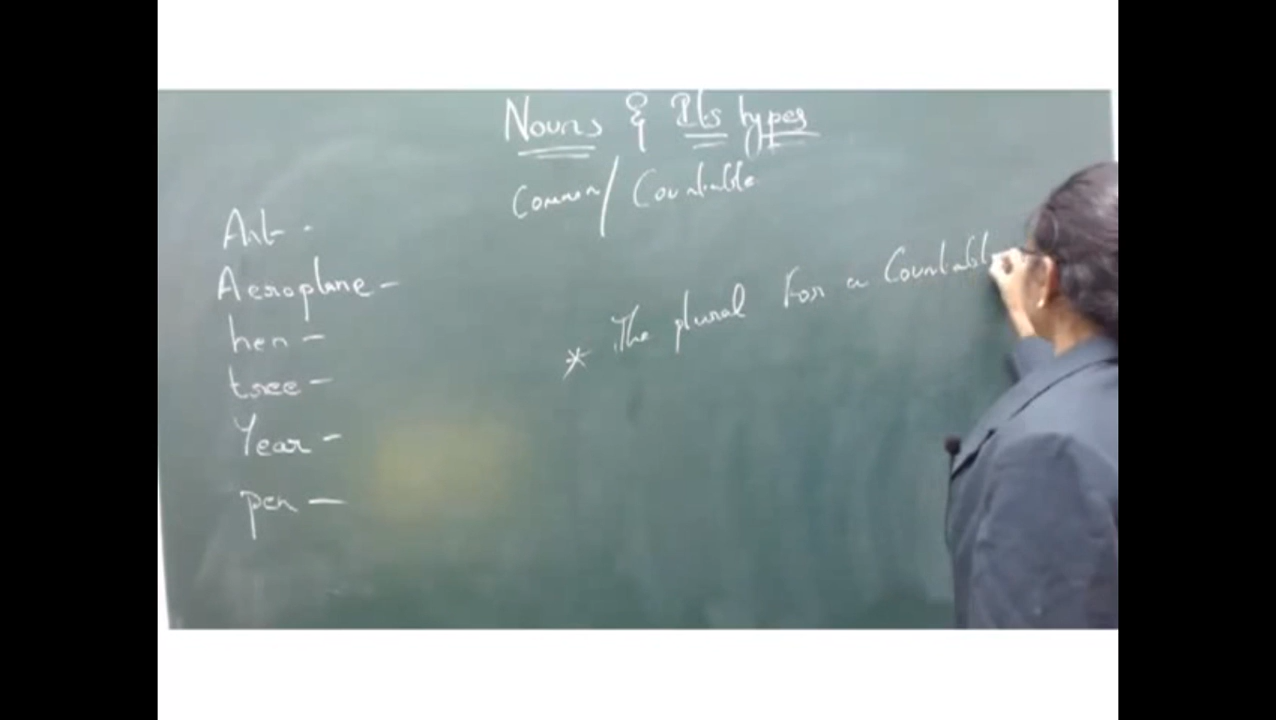 Nouns & Its types
Common/ Countable
Ant -
Aeroplane -
hen -
tree -
Year -
pen -
* The plural For a Countable